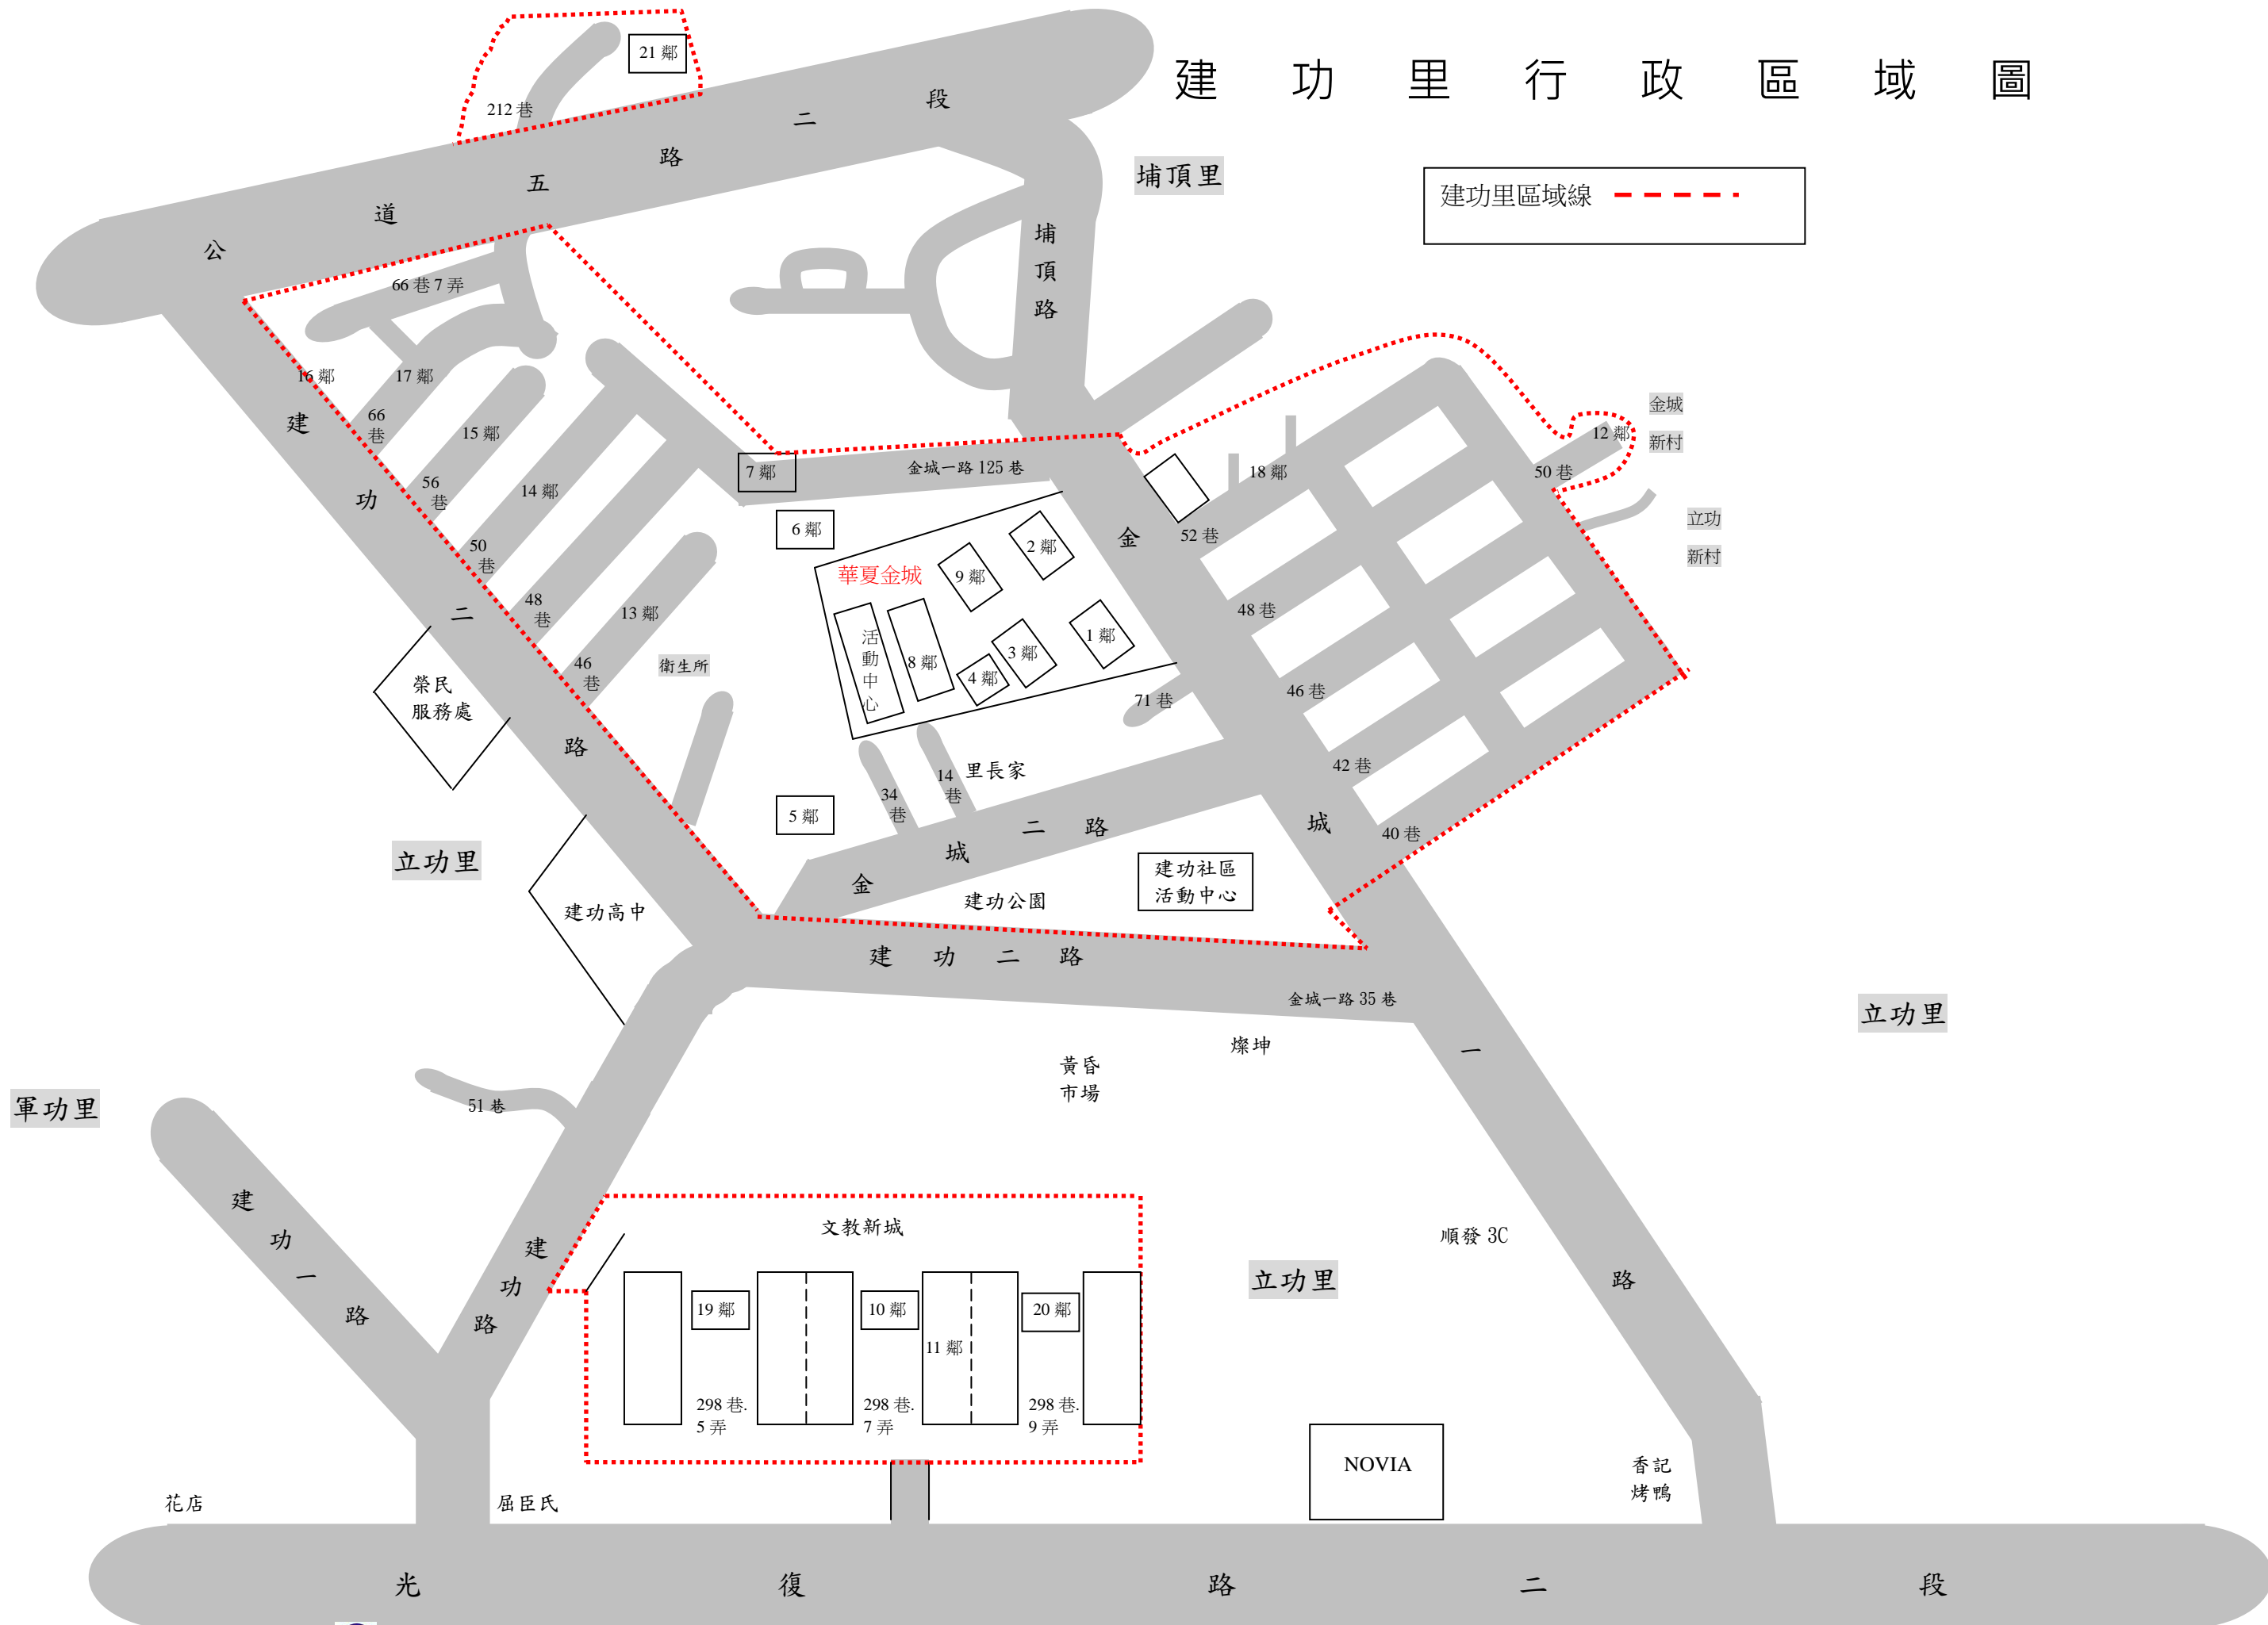 建功里行政區域圖
21 鄰
212 巷
公道五路二段
埔頂里
建功里區域線
埔頂路
66 巷 7 弄
16 鄰
17 鄰
66
巷
15 鄰
56
巷
14 鄰
50
巷
48
巷
13 鄰
46
巷
建功二路
7 鄰
金城一路 125 巷
6 鄰
華夏金城
活動中心
8 鄰
9 鄰
2 鄰
1 鄰
3 鄰
4 鄰
71 巷
金城一路
18 鄰
52 巷
48 巷
46 巷
42 巷
40 巷
12 鄰
50 巷
金城
新村
立功
新村
衛生所
榮民
服務處
里長家
14
巷
34
巷
5 鄰
金城二路
建功社區
活動中心
建功公園
立功里
建功高中
建功二路
金城一路 35 巷
立功里
燦坤
黃昏
市場
軍功里
51 巷
建功一路
建功路
文教新城
順發 3C
立功里
19 鄰
10 鄰
20 鄰
11 鄰
298 巷.
5 弄
298 巷.
7 弄
298 巷.
9 弄
NOVIA
香記
烤鴨
花店
屈臣氏
光復路二段